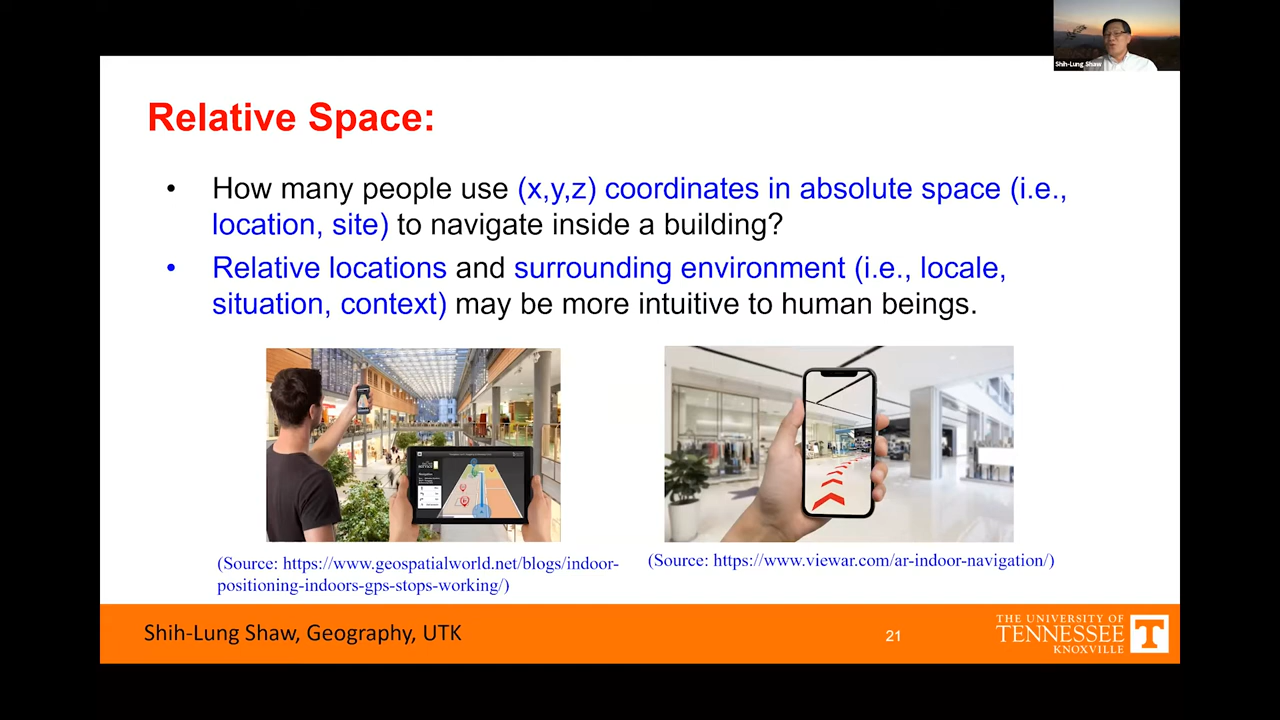 Shih-Lung Shaw
Relative Space:
• How many people use (x,y,z) coordinates in absolute space (i.e.,
location, site) to navigate inside a building?
• Relative locations and surrounding environment (i.e., locale,
situation, context) may be more intuitive to human beings.
(Source: https://www.geospatialworld.net/blogs/indoor-
positioning-indoors-gps-stops-working/)
(Source: https://www.viewar.com/ar-indoor-navigation/)
Shih-Lung Shaw, Geography, UTK
21
THE UNIVERSITY OF
TENNESSEE
KNOXVILLE
T